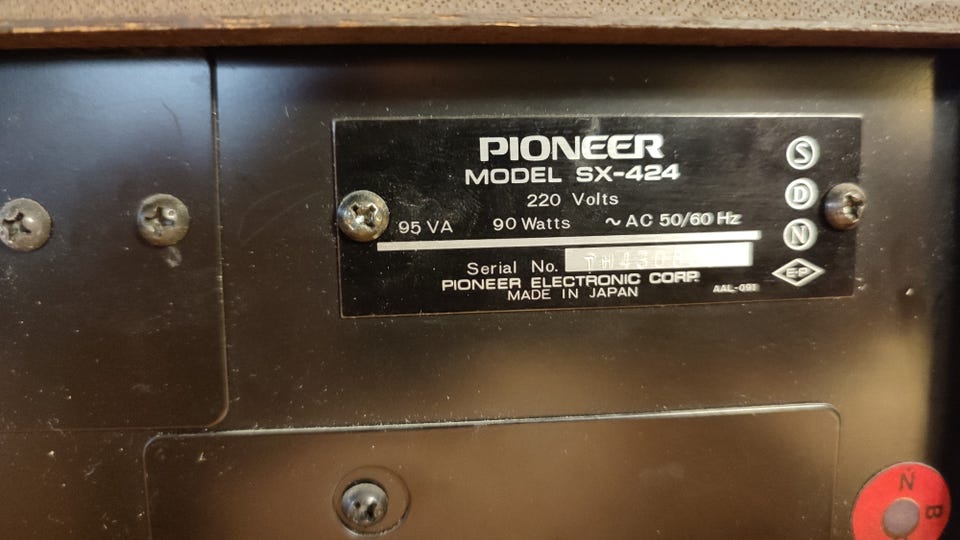 PIONEER
MODEL SX-424
220 Volts
95 VA 90 Watts ~ AC 50/60 Hz
Serial No.
PIONEER ELECTRONIC CORP.
MADE IN JAPAN
AAL-091
S
D
N
E-P
N
B